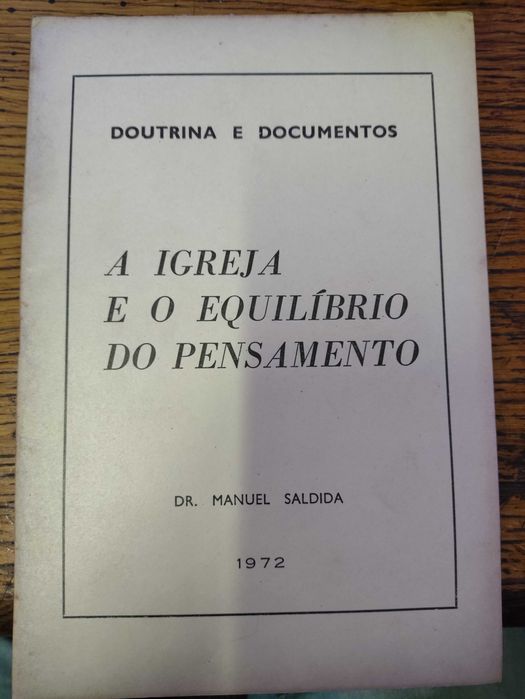 DOUTRINA E DOCUMENTOS
A IGREJA
E O EQUILÍBRIO
DO PENSAMENTO
DR. MANUEL SALDIDA
1972